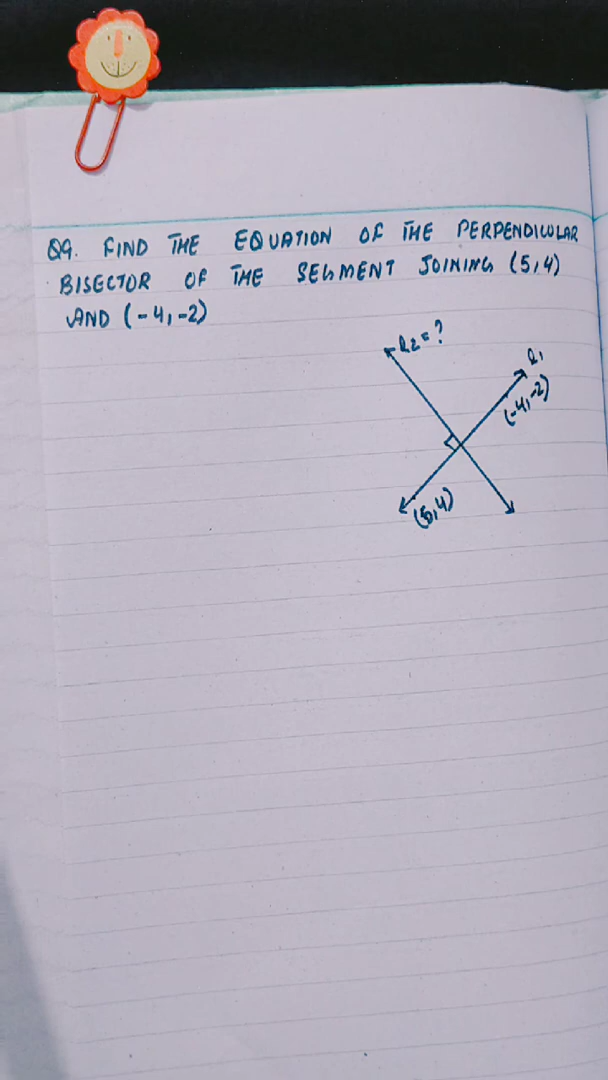 Q9. FIND THE EQUATION OF THE PERPENDICULAR
BISECTOR OF THE SEGMENT JOINING (5,4)
AND (-4,-2)
l2=?
l1
(-4,-2)
(5,4)